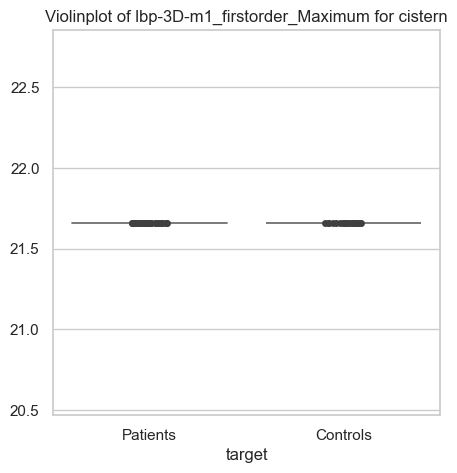 Violinplot of lbp-3D-m1_firstorder_Maximum for cistern
22.5
22.0
21.5
21.0
20.5
Patients
Controls
target